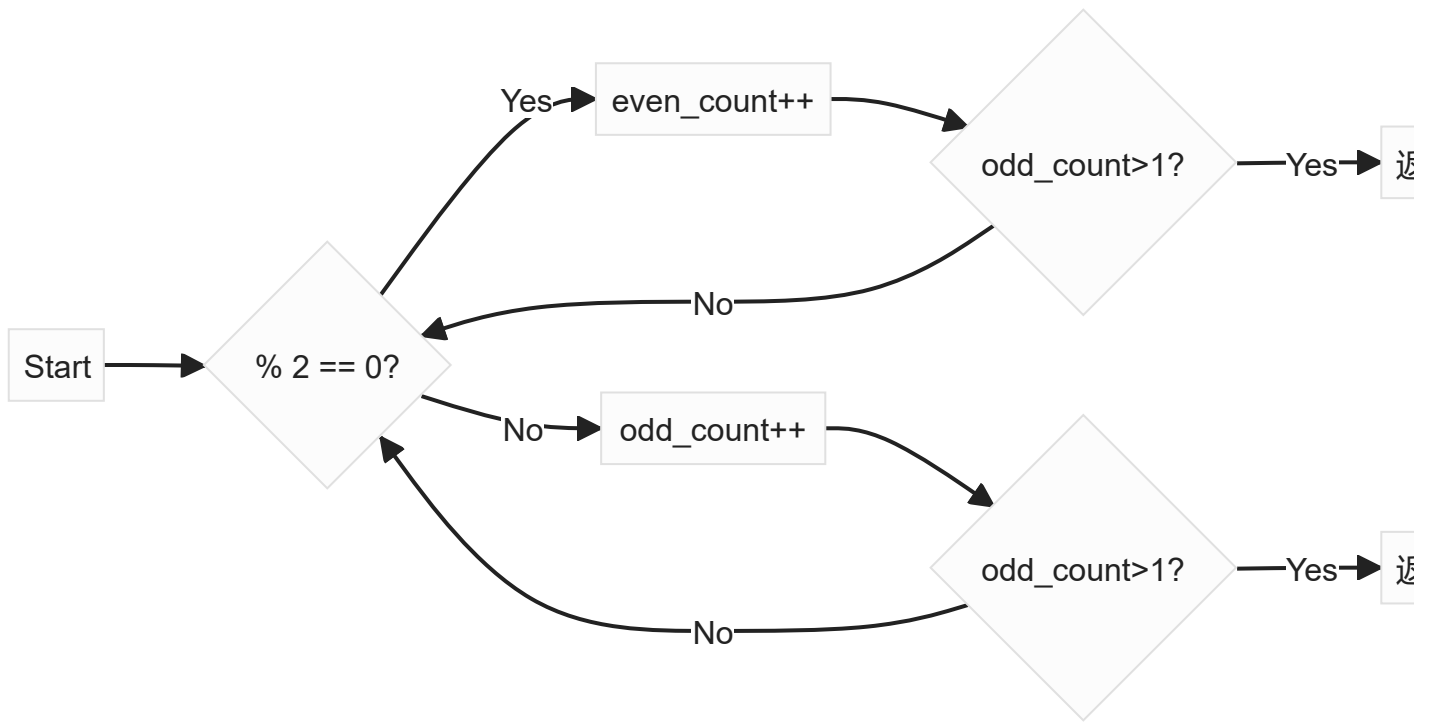 Yes
even_count++
odd_count>1?
Yes
No
Start
% 2 == 0?
No
odd_count++
odd_count>1?
Yes
No